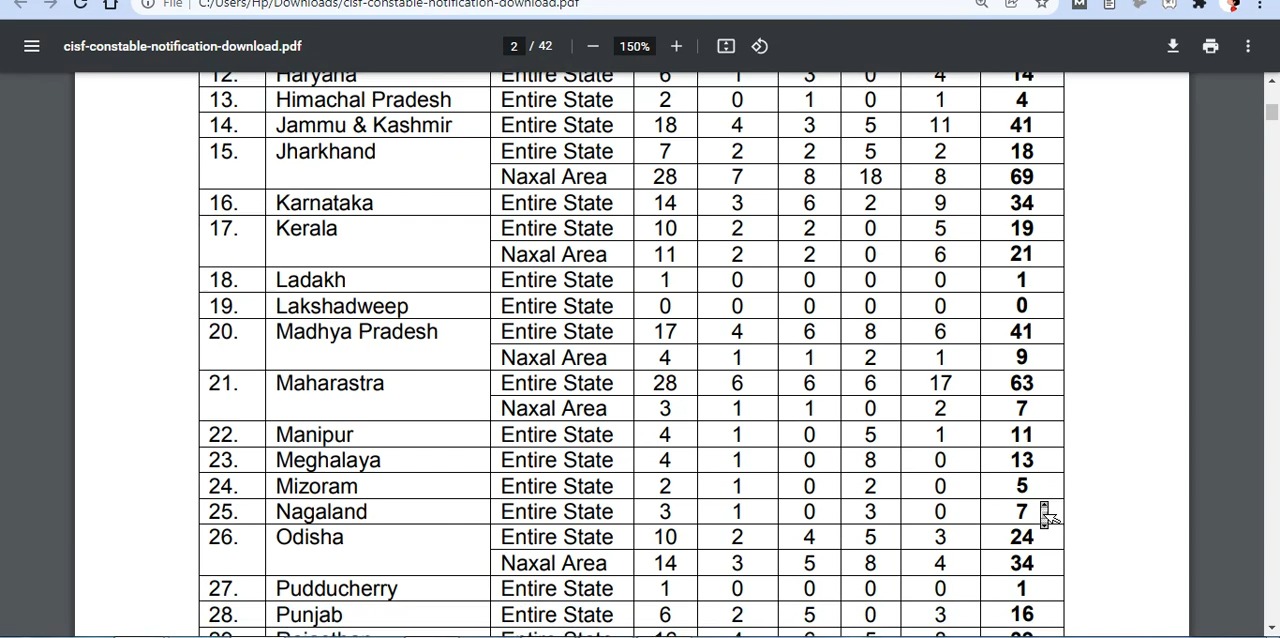 File C:/Users/Hp/Downloads/cisf-constable-notification-download.pdf
cisf-constable-notification-download.pdf 2 / 42 150%
12. Haryana Entire State 6 1 3 0 4 14
13. Himachal Pradesh Entire State 2 0 1 0 1 4
14. Jammu & Kashmir Entire State 18 4 3 5 11 41
15. Jharkhand Entire State 7 2 2 5 2 18
Naxal Area 28 7 8 18 8 69
16. Karnataka Entire State 14 3 6 2 9 34
17. Kerala Entire State 10 2 2 0 5 19
Naxal Area 11 2 2 0 6 21
18. Ladakh Entire State 1 0 0 0 0 1
19. Lakshadweep Entire State 0 0 0 0 0 0
20. Madhya Pradesh Entire State 17 4 6 8 6 41
Naxal Area 4 1 1 2 1 9
21. Maharastra Entire State 28 6 6 6 17 63
Naxal Area 3 1 1 0 2 7
22. Manipur Entire State 4 1 0 5 1 11
23. Meghalaya Entire State 4 1 0 8 0 13
24. Mizoram Entire State 2 1 0 2 0 5
25. Nagaland Entire State 3 1 0 3 0 7
26. Odisha Entire State 10 2 4 5 3 24
Naxal Area 14 3 5 8 4 34
27. Pudducherry Entire State 1 0 0 0 0 1
28. Punjab Entire State 6 2 5 0 3 16